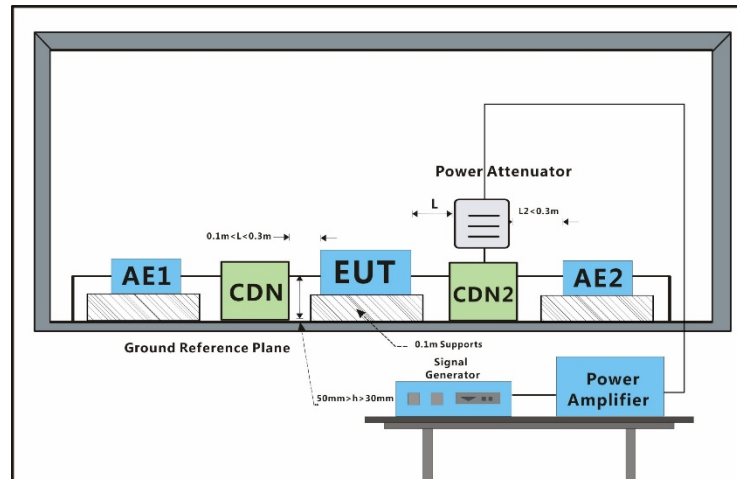 Power Attenuator
L
L2<0.3m
0.1m<L<0.3m
AE1
CDN
EUT
CDN2
AE2
Ground Reference Plane
0.1m Supports
Signal
Generator
50mm>h>30mm
Power
Amplifier